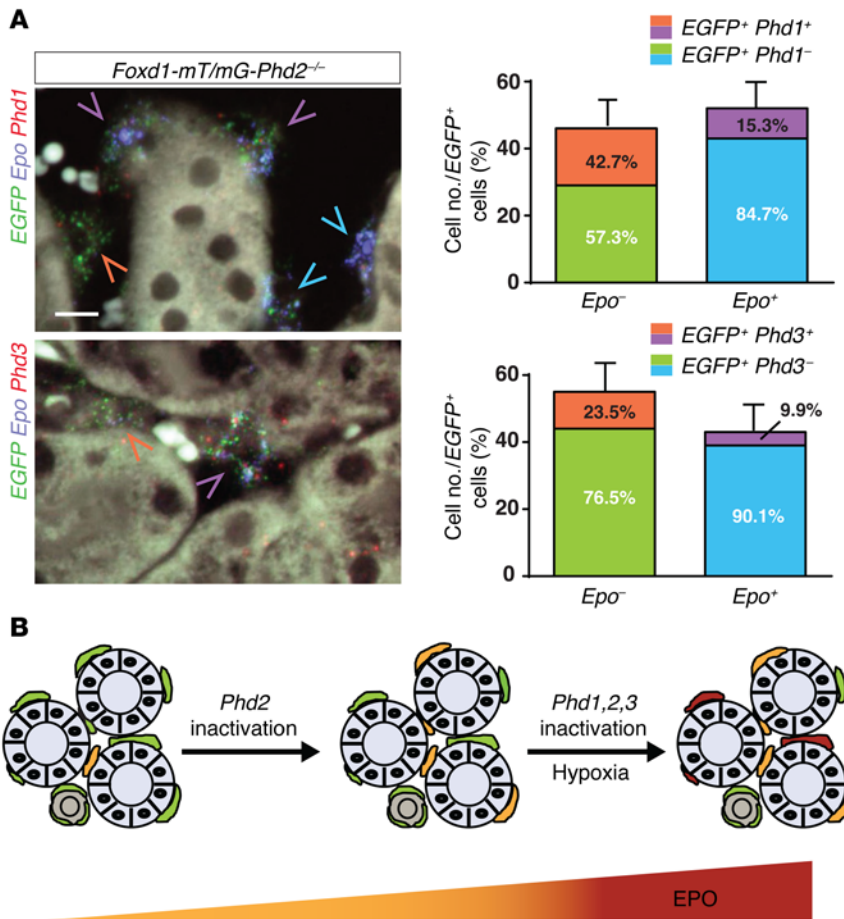 A
Foxd1-mT/mG-Phd2⁻/⁻
EGFP Epo Phd1
EGFP Epo Phd3
EGFP⁺ Phd1⁺
EGFP⁺ Phd1⁻
Cell no./EGFP⁺
cells (%)
60
40
20
0
42.7%
57.3%
15.3%
84.7%
Epo⁻
Epo⁺
EGFP⁺ Phd3⁺
EGFP⁺ Phd3⁻
Cell no./EGFP⁺
cells (%)
60
40
20
0
23.5%
76.5%
9.9%
90.1%
Epo⁻
Epo⁺
B
Phd2
inactivation
Phd1,2,3
inactivation
Hypoxia
EPO